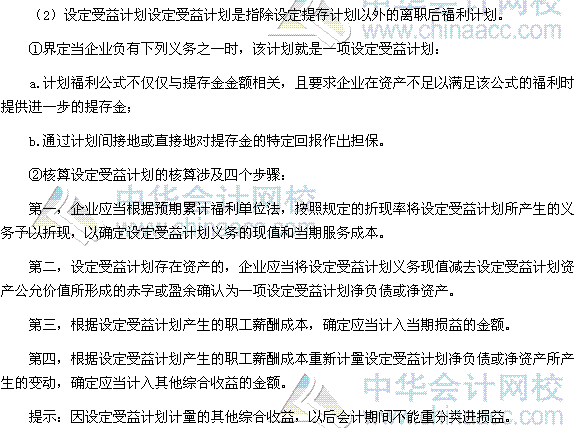 （2）设定受益计划设定受益计划是指除设定提存计划以外的离职后福利计划。
①界定当企业负有下列义务之一时，该计划就是一项设定受益计划：
a.计划福利公式不仅仅与提存金金额相关，且要求企业在资产不足以满足该公式的福利时
提供进一步的提存金；
b.通过计划间接地或直接地对提存金的特定回报作出担保。
②核算设定受益计划的核算涉及四个步骤：
第一，企业应当根据预期累计福利单位法，按照规定的折现率将设定受益计划所产生的义
务予以折现，以确定设定受益计划义务的现值和当期服务成本。
第二，设定受益计划存在资产的，企业应当将设定受益计划义务现值减去设定受益计划资
产公允价值所形成的赤字或盈余确认为一项设定受益计划净负债或净资产。
第三，根据设定受益计划产生的职工薪酬成本，确定应当计入当期损益的金额。
第四，根据设定受益计划产生的职工薪酬成本重新计量设定受益计划净负债或净资产所产
生的变动，确定应当计入其他综合收益的金额。
提示：因设定受益计划计量的其他综合收益，以后会计期间不能重分类进损益。
中华会计网校
www.chinaacc.com
中华会计网校
www.chinaacc.com
中华会计网校
www.chinaacc.com